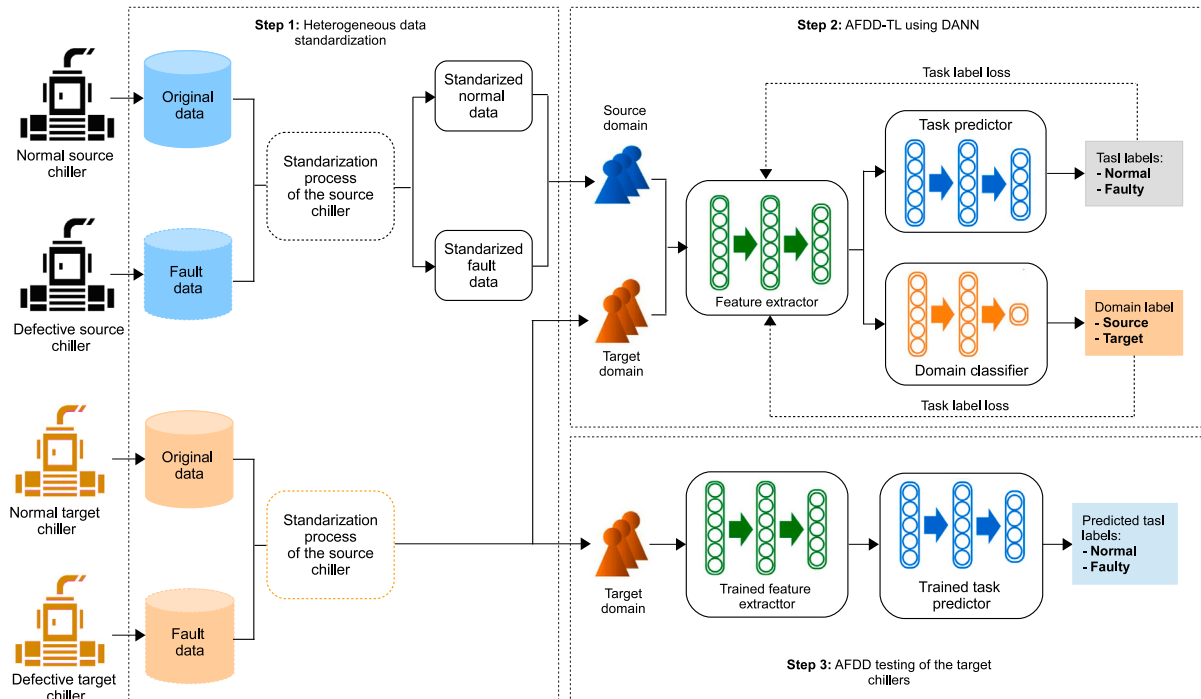 Step 1: Heterogeneous data
standardization
Normal source
chiller
Original
data
Defective source
chiller
Fault
data
Standarization
process
of the source
chiller
Standarized
normal
data
Standarized
fault
data
Normal target
chiller
Original
data
Defective target
chiller
Fault
data
Standarization
process
of the source
chiller
Step 2: AFDD-TL using DANN
Task label loss
Source
domain
Target
domain
Feature extractor
Task predictor
Tasl labels:
- Normal
- Faulty
Domain classifier
Domain label
- Source
- Target
Task label loss
Target
domain
Trained feature
extracttor
Trained task
predictor
Predicted tasl
labels:
- Normal
- Faulty
Step 3: AFDD testing of the target
chillers